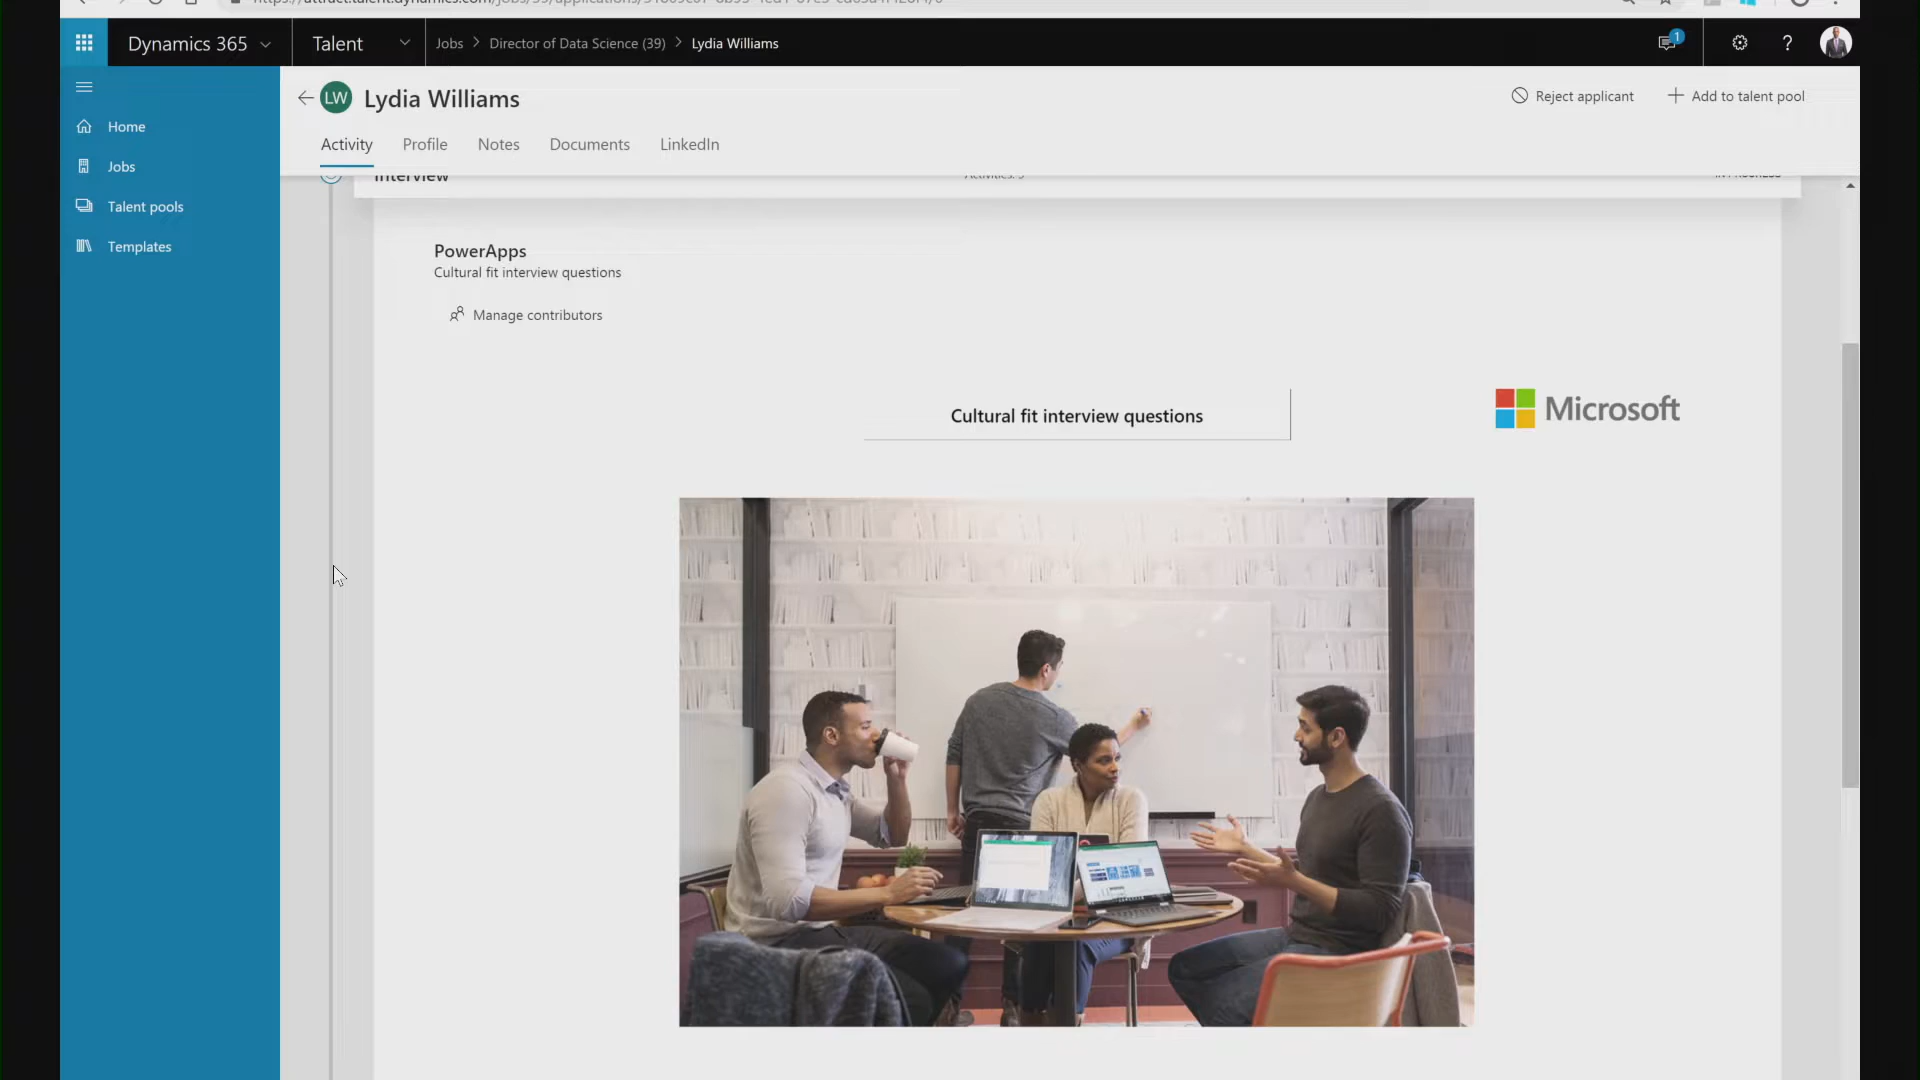 Dynamics 365
Talent
Jobs > Director of Data Science (39) > Lydia Williams
1
?
LW
Lydia Williams
Reject applicant
Add to talent pool
Home
Activity
Profile
Notes
Documents
LinkedIn
Jobs
Interview
Talent pools
Templates
PowerApps
Cultural fit interview questions
Manage contributors
Cultural fit interview questions
Microsoft